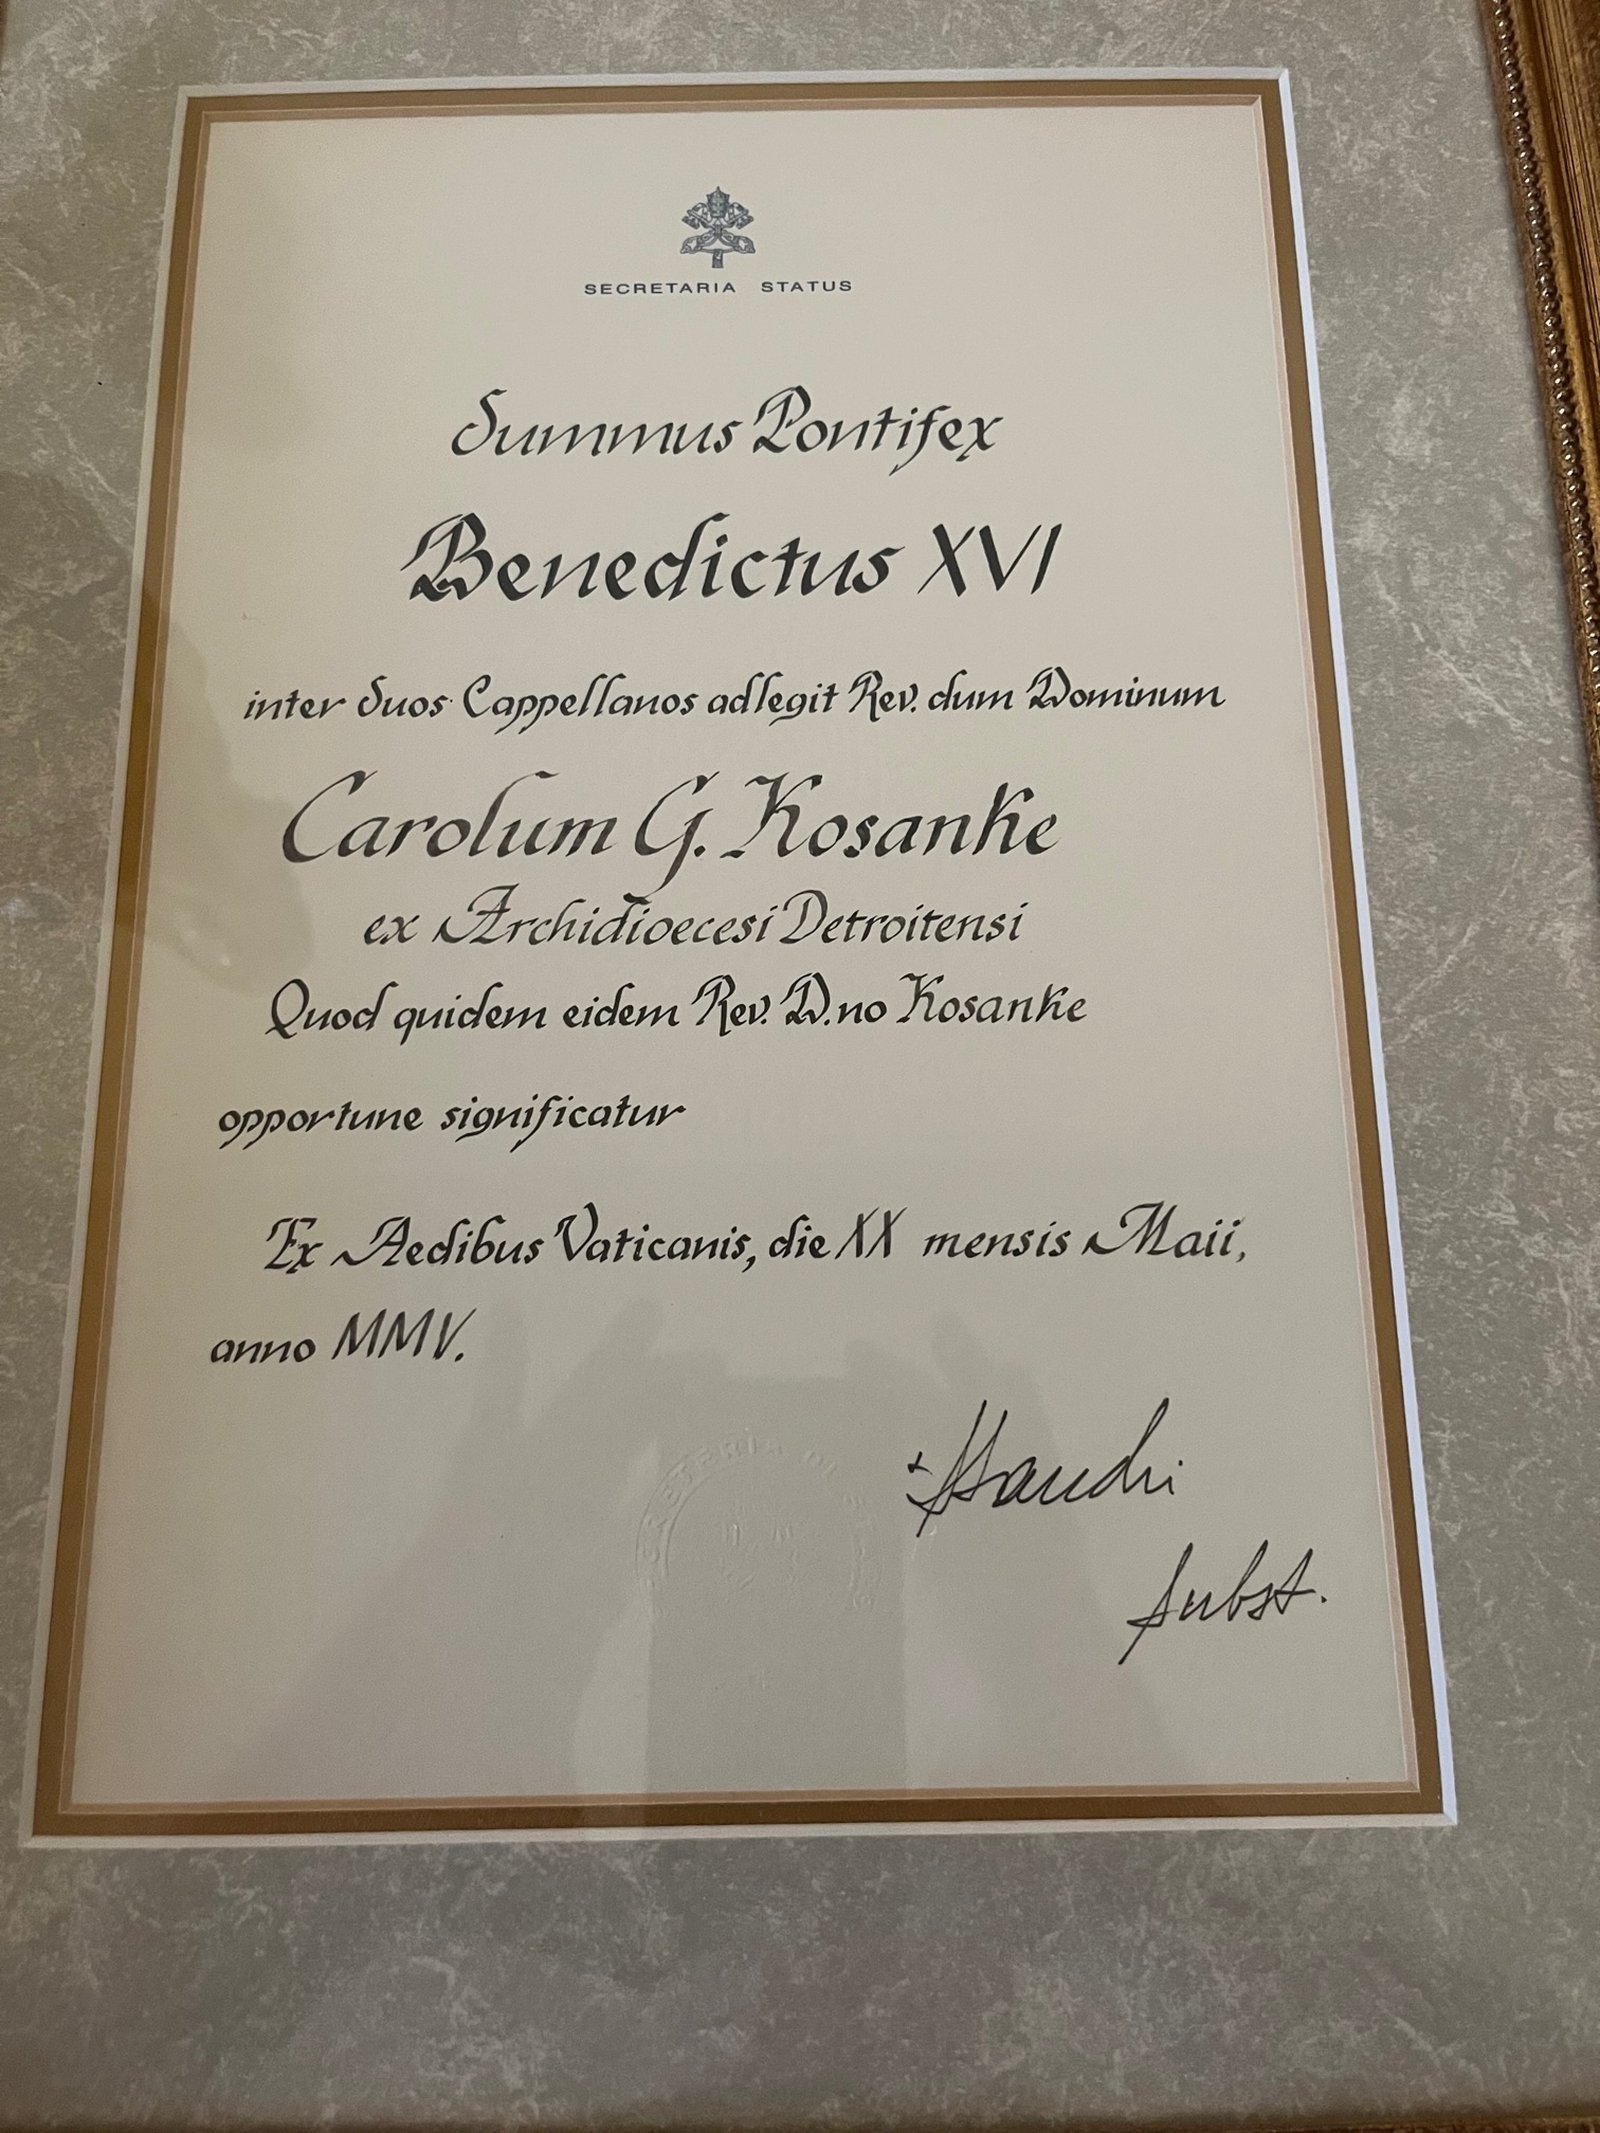 SECRETARIA STATUS
Summus Pontifex
Benedictus XVI
inter Suos Cappellanos adlegit Rev. dum Dominum
Carolum G. Kosanke
ex Archidioecesi Detroitensi
Quod quidem eidem Rev. D.no Kosanke
opportune significatur
Ex Aedibus Vaticanis, die XX mensis Maii,
anno MMV.
Sandri
Subst.